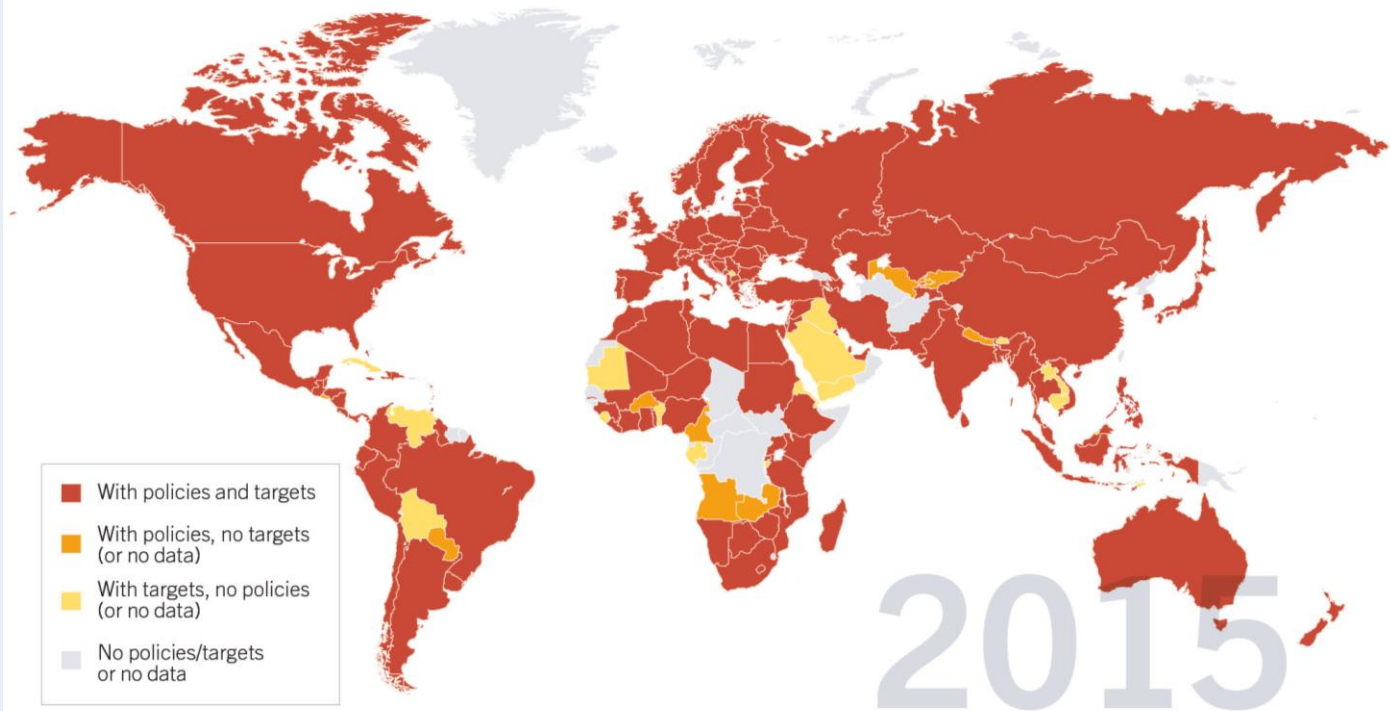 With policies and targets
With policies, no targets
(or no data)
With targets, no policies
(or no data)
No policies/targets
or no data
2015